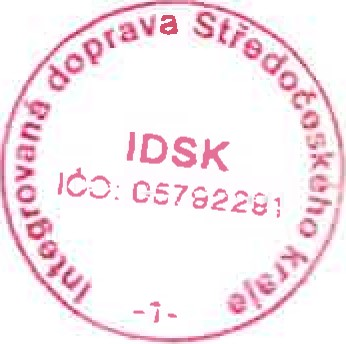 Integrovaná doprava Středočeského kraje
IDSK
IČO: 05792291
-1-